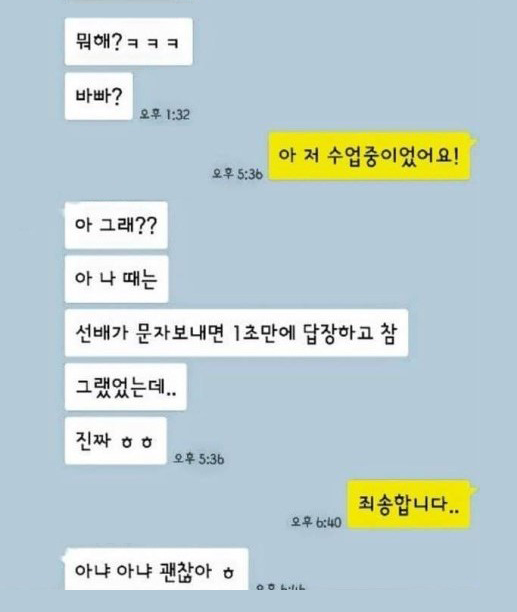 뭐해?ㅋㅋㅋ
바빠?
오후 1:32
아 저 수업중이었어요!
오후 5:36
아 그래??
아 나 때는
선배가 문자보내면 1초만에 답장하고 참
그랬었는데..
진짜 ㅎㅎ
오후 5:36
죄송합니다..
오후 6:40
아냐 아냐 괜찮아 ㅎ
오후